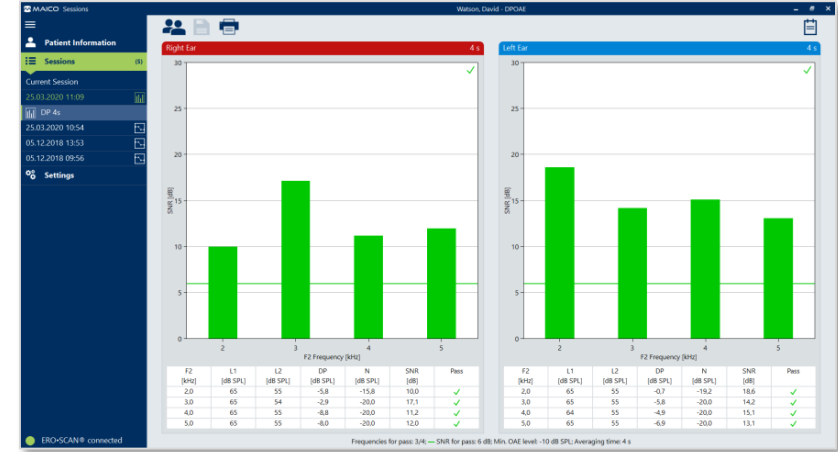 MAICO Sessions
Watson, David - DPOAE
Patient Information
Sessions (5)
Current Session
25.03.2020 11:09
DP 4s
25.03.2020 10:54
05.12.2018 13:53
05.12.2018 09:56
Settings
ERO•SCAN® connected
Right Ear 4 s
30
25
20
15
10
5
0
SNR [dB]
2 3 4 5
F2 Frequency [kHz]
F2 L1 L2 DP N SNR Pass
[kHz] [dB SPL] [dB SPL] [dB SPL] [dB SPL] [dB]
2,0 65 55 -5,8 -15,8 10,0 ✓
3,0 65 54 -2,9 -20,0 17,1 ✓
4,0 65 55 -8,8 -20,0 11,2 ✓
5,0 65 55 -8,0 -20,0 12,0 ✓
Left Ear 4 s
30
25
20
15
10
5
0
SNR [dB]
2 3 4 5
F2 Frequency [kHz]
F2 L1 L2 DP N SNR Pass
[kHz] [dB SPL] [dB SPL] [dB SPL] [dB SPL] [dB]
2,0 65 55 -0,7 -19,2 18,6 ✓
3,0 65 55 -5,8 -20,0 14,2 ✓
4,0 64 55 -4,9 -20,0 15,1 ✓
5,0 65 55 -6,9 -20,0 13,1 ✓
Frequencies for pass: 3/4; — SNR for pass: 6 dB; Min. OAE level: -10 dB SPL; Averaging time: 4 s